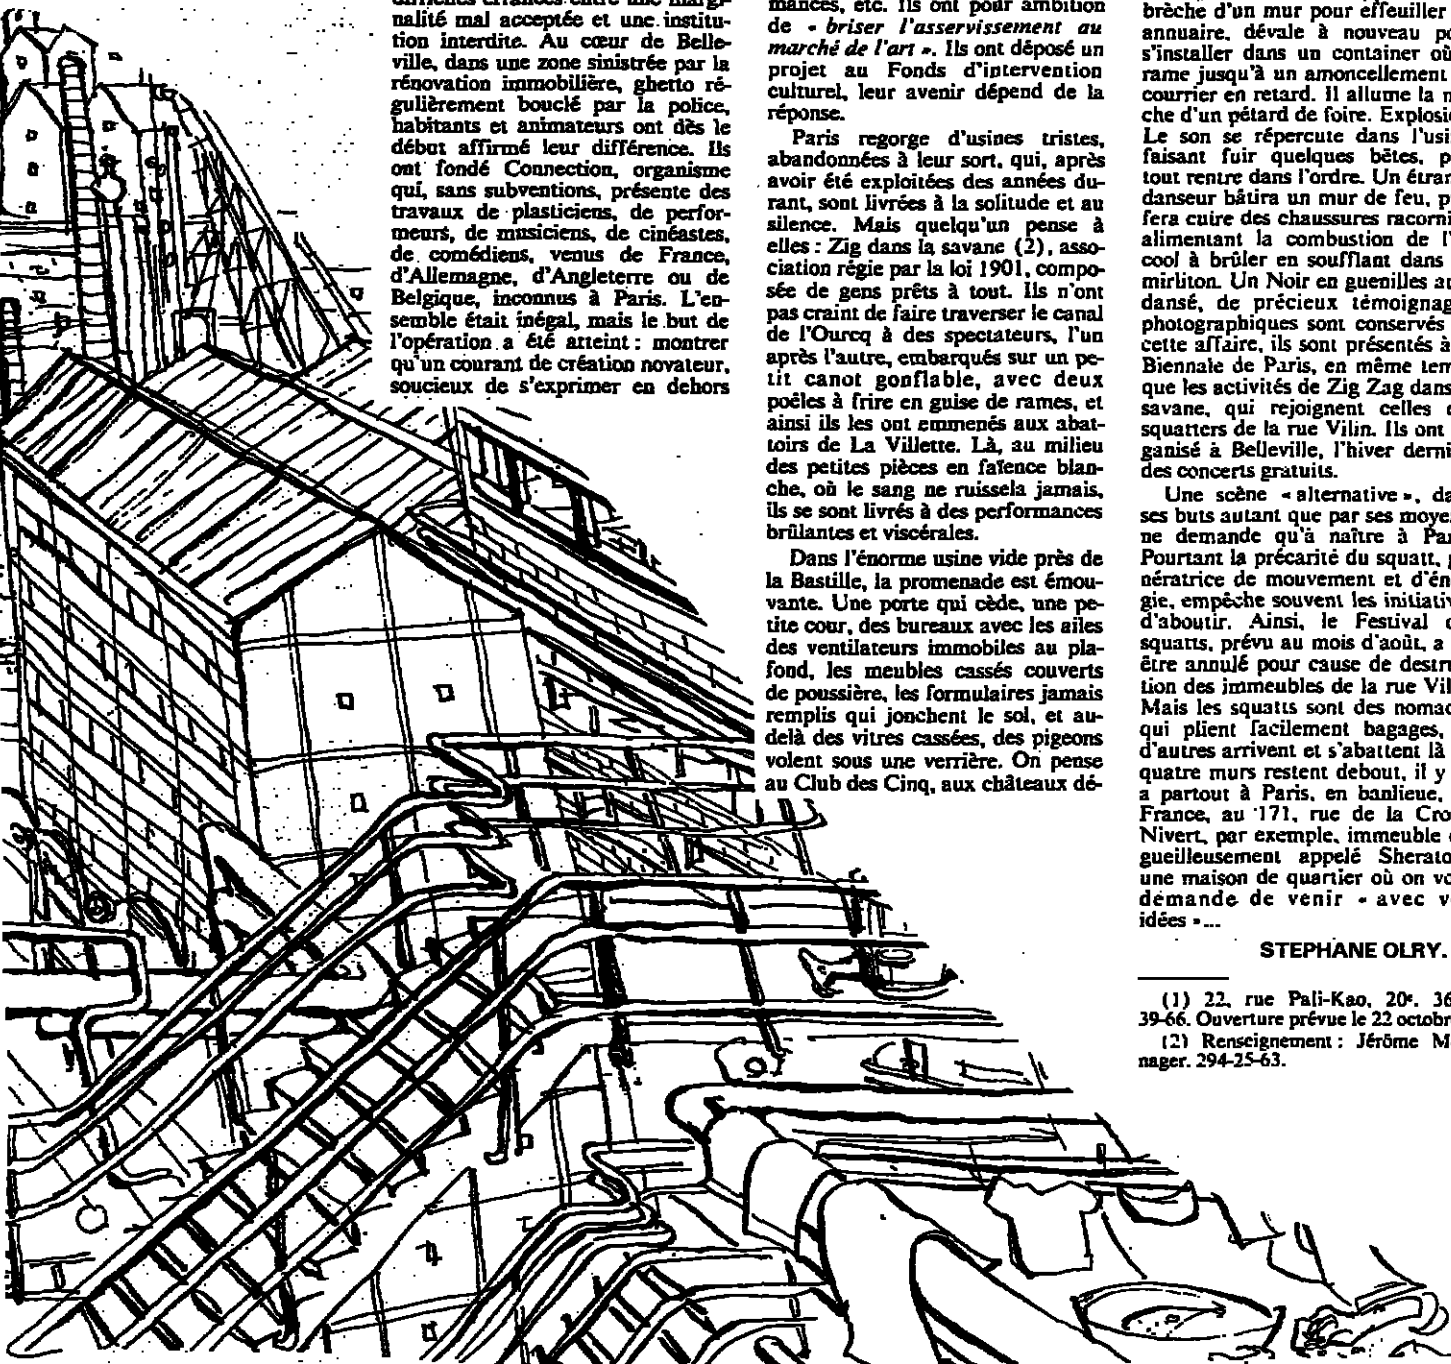 nalité mal acceptée et une institu-
tion interdite. Au cœur de Belle-
ville, dans une zone sinistrée par la
rénovation immobilière, ghetto ré-
gulièrement bouclé par la police,
habitants et animateurs ont dès le
début affirmé leur différence. Ils
ont fondé Connection, organisme
qui, sans subventions, présente des
travaux de plasticiens, de perfor-
meurs, de musiciens, de cinéastes,
de comédiens, venus de France,
d'Allemagne, d'Angleterre ou de
Belgique, inconnus à Paris. L'en-
semble était inégal, mais le but de
l'opération a été atteint : montrer
qu'un courant de création novateur,
soucieux de s'exprimer en dehors
mances, etc. Ils ont pour ambition
de « briser l'asservissement au
marché de l'art ». Ils ont déposé un
projet au Fonds d'intervention
culturel, leur avenir dépend de la
réponse.
Paris regorge d'usines tristes,
abandonnées à leur sort, qui, après
avoir été exploitées des années du-
rant, sont livrées à la solitude et au
silence. Mais quelqu'un pense à
elles : Zig dans la savane (2), asso-
ciation régie par la loi 1901, compo-
sée de gens prêts à tout. Ils n'ont
pas craint de faire traverser le canal
de l'Ourcq à des spectateurs, l'un
après l'autre, embarqués sur un pe-
tit canot gonflable, avec deux
poêles à frire en guise de rames, et
ainsi ils les ont emmenés aux abat-
toirs de La Villette. Là, au milieu
des petites pièces en faïence blan-
che, où le sang ne ruissela jamais,
ils se sont livrés à des performances
brûlantes et viscérales.
Dans l'énorme usine vide près de
la Bastille, la promenade est émou-
vante. Une porte qui cède, une pe-
tite cour, des bureaux avec les ailes
des ventilateurs immobiles au pla-
fond, les meubles cassés couverts
de poussière, les formulaires jamais
remplis qui jonchent le sol, et au-
delà des vitres cassées, des pigeons
volent sous une verrière. On pense
au Club des Cinq, aux châteaux dé-
brèche d'un mur pour effeuiller
annuaire, dévale à nouveau po
s'installer dans un container où
rame jusqu'à un amoncellement
courrier en retard. Il allume la m
che d'un pétard de foire. Explosi
Le son se répercute dans l'usi
faisant fuir quelques bêtes, p
tout rentre dans l'ordre. Un étran
danseur bâtira un mur de feu, p
fera cuire des chaussures racorni
alimentant la combustion de l'
cool à brûler en soufflant dans
mirliton. Un Noir en guenilles au
dansé, de précieux témoignag
photographiques sont conservés
cette affaire, ils sont présentés à
Biennale de Paris, en même tem
que les activités de Zig Zag dans
savane, qui rejoignent celles d
squatters de la rue Vilin. Ils ont
ganisé à Belleville, l'hiver derni
des concerts gratuits.
Une scène « alternative », da
ses buts autant que par ses moye
ne demande qu'à naître à Par
Pourtant la précarité du squatt, g
nératrice de mouvement et d'én
gie, empêche souvent les initiativ
d'aboutir. Ainsi, le Festival d
squatts, prévu au mois d'août, a
être annulé pour cause de destru
tion des immeubles de la rue Vil
Mais les squatts sont des nomad
qui plient facilement bagages,
d'autres arrivent et s'abattent là
quatre murs restent debout, il y
a partout à Paris, en banlieue,
France, au 171, rue de la Cro
Nivert, par exemple, immeuble o
gueilleusement appelé Sherato
une maison de quartier où on vo
demande de venir « avec v
idées »...
STEPHANE OLRY.
(1) 22, rue Pali-Kao, 20e. 36
39-66. Ouverture prévue le 22 octobr
(2) Renseignement : Jérôme M
nager. 294-25-63.